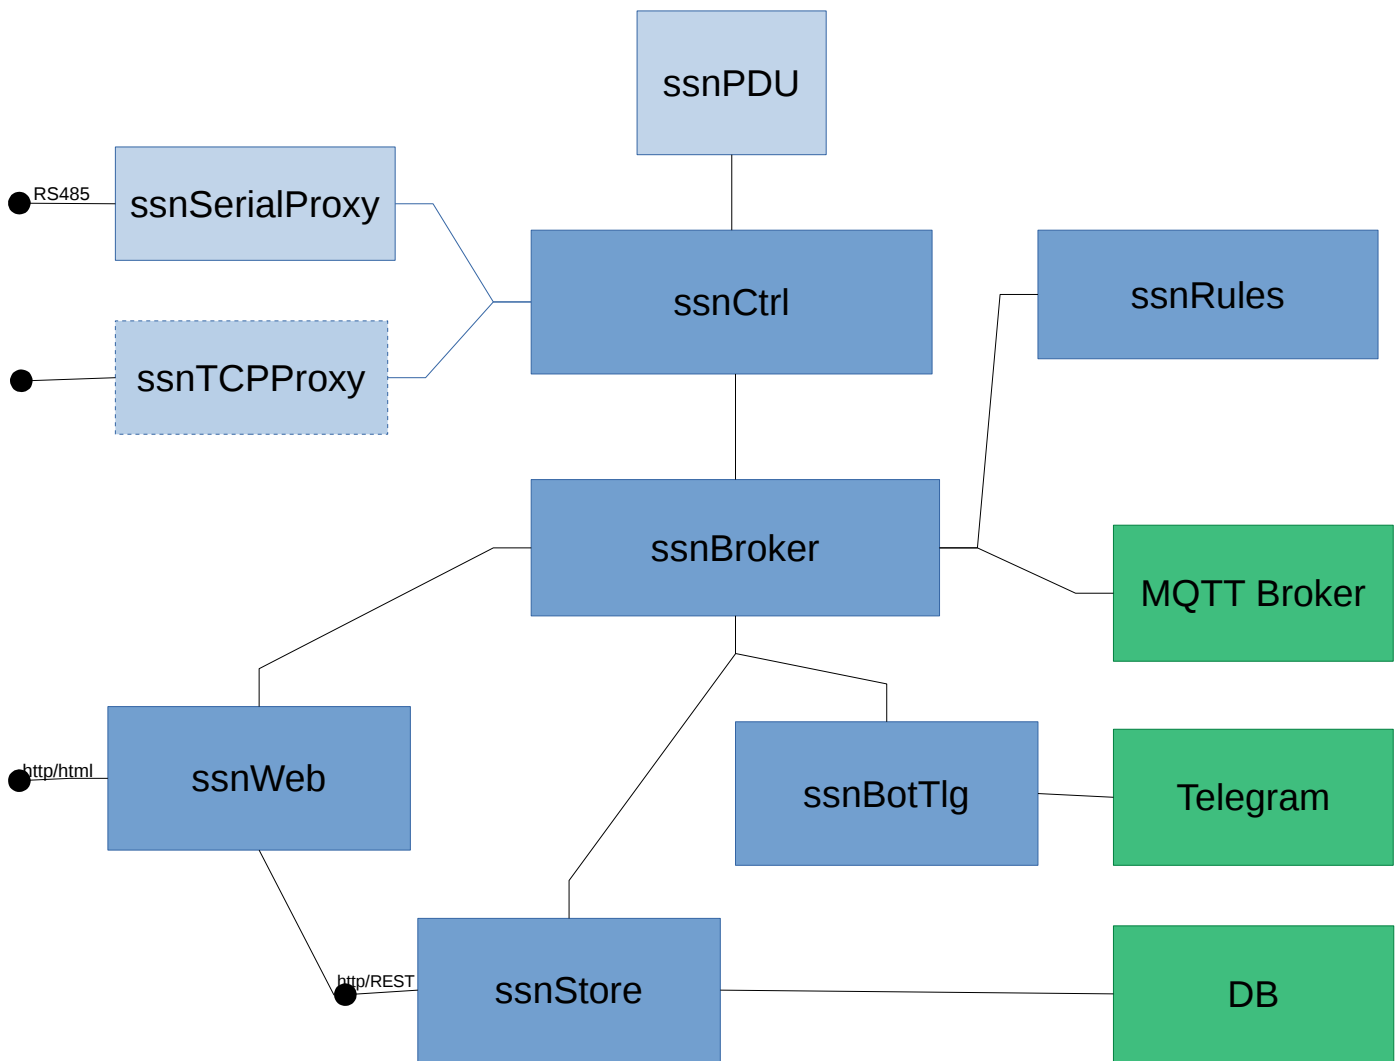 ssnPDU
RS485
ssnSerialProxy
ssnCtrl
ssnRules
ssnTCPProxy
ssnBroker
MQTT Broker
http/html
ssnWeb
ssnBotTlg
Telegram
http/REST
ssnStore
DB